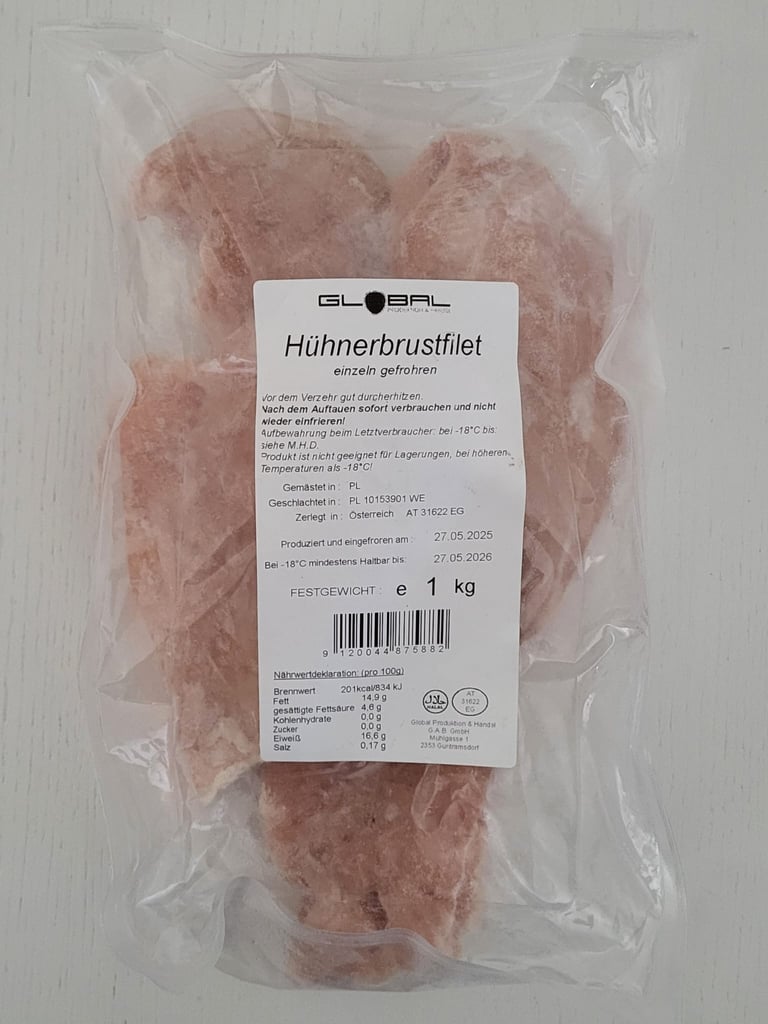 GLOBAL
PRODUKTION & HANDEL
Hühnerbrustfilet
einzeln gefrohren
Vor dem Verzehr gut durcherhitzen.
Nach dem Auftauen sofort verbrauchen und nicht
wieder einfrieren!
Aufbewahrung beim Letztverbraucher: bei -18°C bis:
siehe M.H.D.
Produkt ist nicht geeignet für Lagerungen, bei höheren
Temperaturen als -18°C!
Gemästet in : PL
Geschlachtet in : PL 10153901 WE
Zerlegt in : Österreich AT 31622 EG
Produziert und eingefroren am : 27.05.2025
Bei -18°C mindestens Haltbar bis: 27.05.2026
FESTGEWICHT : e 1 kg
9 120044 875882
Nährwertdeklaration: (pro 100g)
Brennwert 201kcal/834 kJ
Fett 14,9 g
gesättigte Fettsäure 4,6 g
Kohlenhydrate 0,0 g
Zucker 0,0 g
Eiweiß 16,6 g
Salz 0,17 g
حلال
HALAL
AT
31622
EG
Global Produktion & Handal
G.A.B. GmbH
Mühlgasse 1
2353 Guntramsdorf